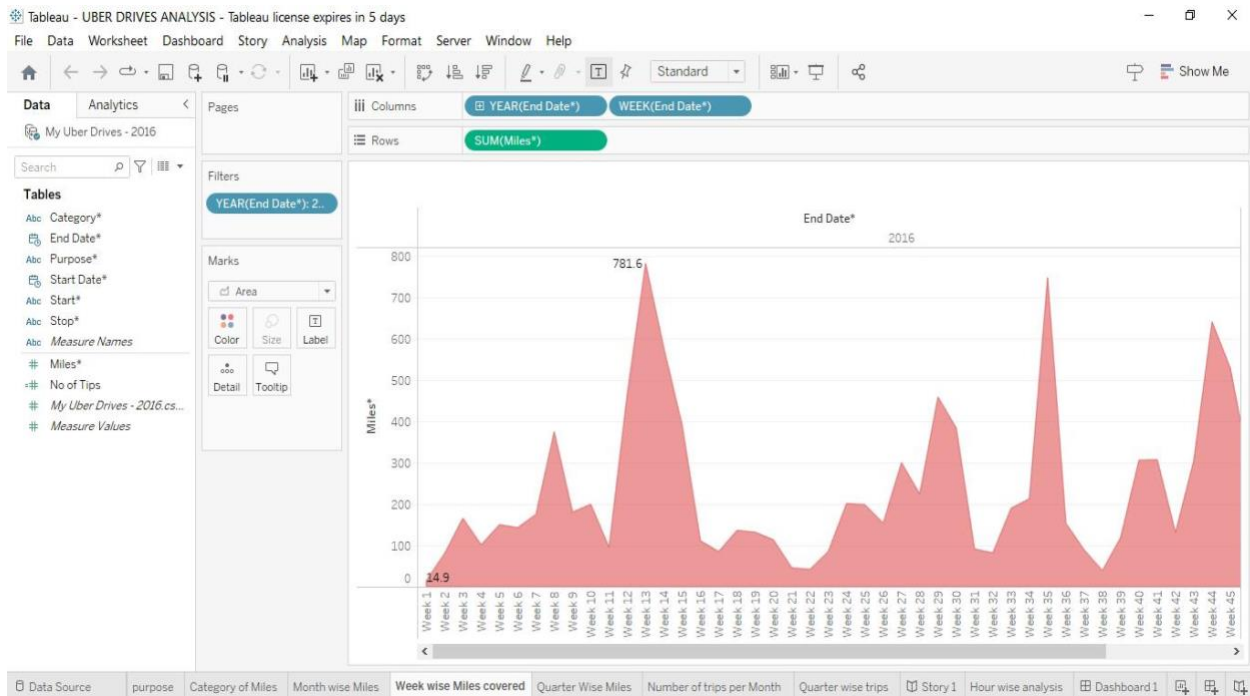 Tableau - UBER DRIVES ANALYSIS - Tableau license expires in 5 days
File Data Worksheet Dashboard Story Analysis Map Format Server Window Help
Standard
Show Me
Data Analytics
My Uber Drives - 2016
Search
Tables
Abc Category*
End Date*
Abc Purpose*
Start Date*
Abc Start*
Abc Stop*
Abc Measure Names
# Miles*
=# No of Tips
# My Uber Drives - 2016.cs...
# Measure Values
Pages
Filters
YEAR(End Date*): 2..
Marks
Area
Color Size Label
Detail Tooltip
Columns YEAR(End Date*) WEEK(End Date*)
Rows SUM(Miles*)
End Date*
2016
Miles*
800
700
600
500
400
300
200
100
0
781.6
14.9
Week 1
Week 2
Week 3
Week 4
Week 5
Week 6
Week 7
Week 8
Week 9
Week 10
Week 11
Week 12
Week 13
Week 14
Week 15
Week 16
Week 17
Week 18
Week 19
Week 20
Week 21
Week 22
Week 23
Week 24
Week 25
Week 26
Week 27
Week 28
Week 29
Week 30
Week 31
Week 32
Week 33
Week 34
Week 35
Week 36
Week 37
Week 38
Week 39
Week 40
Week 41
Week 42
Week 43
Week 44
Week 45
Data Source purpose Category of Miles Month wise Miles Week wise Miles covered Quarter Wise Miles Number of trips per Month Quarter wise trips Story 1 Hour wise analysis Dashboard 1